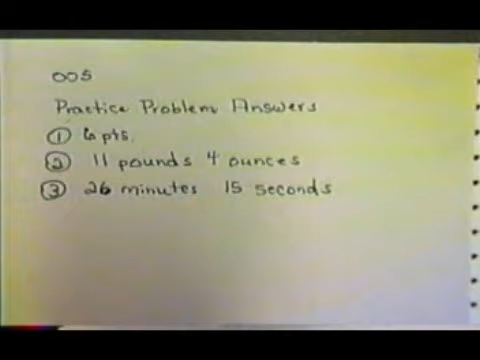 005
Practice Problem Answers
① 6 pts.
② 11 pounds 4 ounces
③ 26 minutes 15 seconds